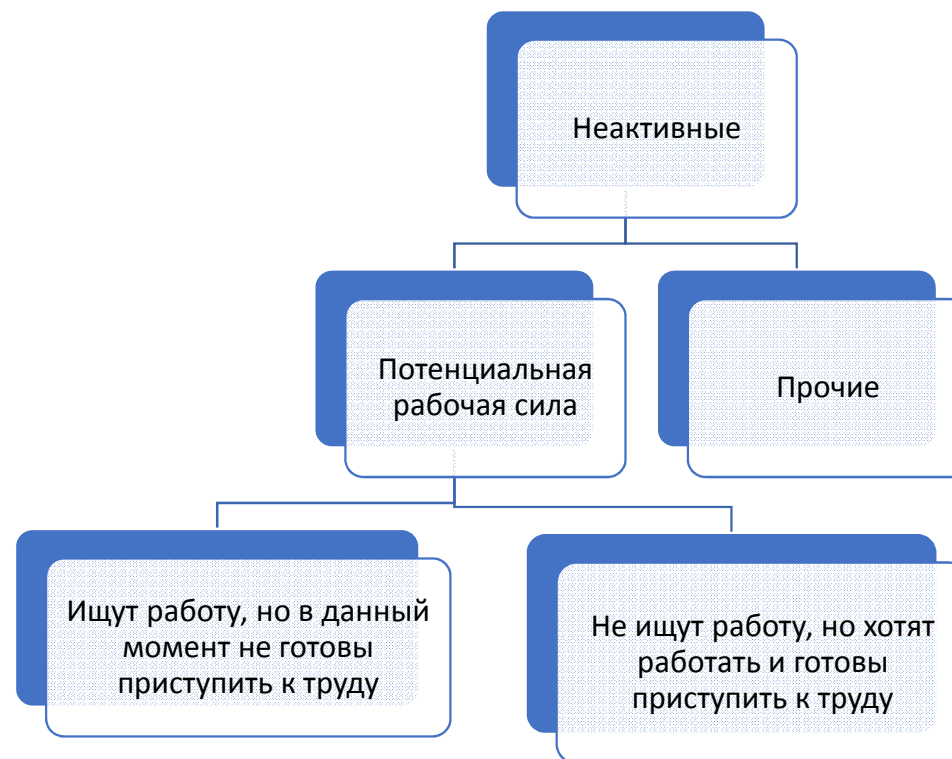 Неактивные
Потенциальная
рабочая сила
Прочие
Ищут работу, но в данный
момент не готовы
приступить к труду
Не ищут работу, но хотят
работать и готовы
приступить к труду